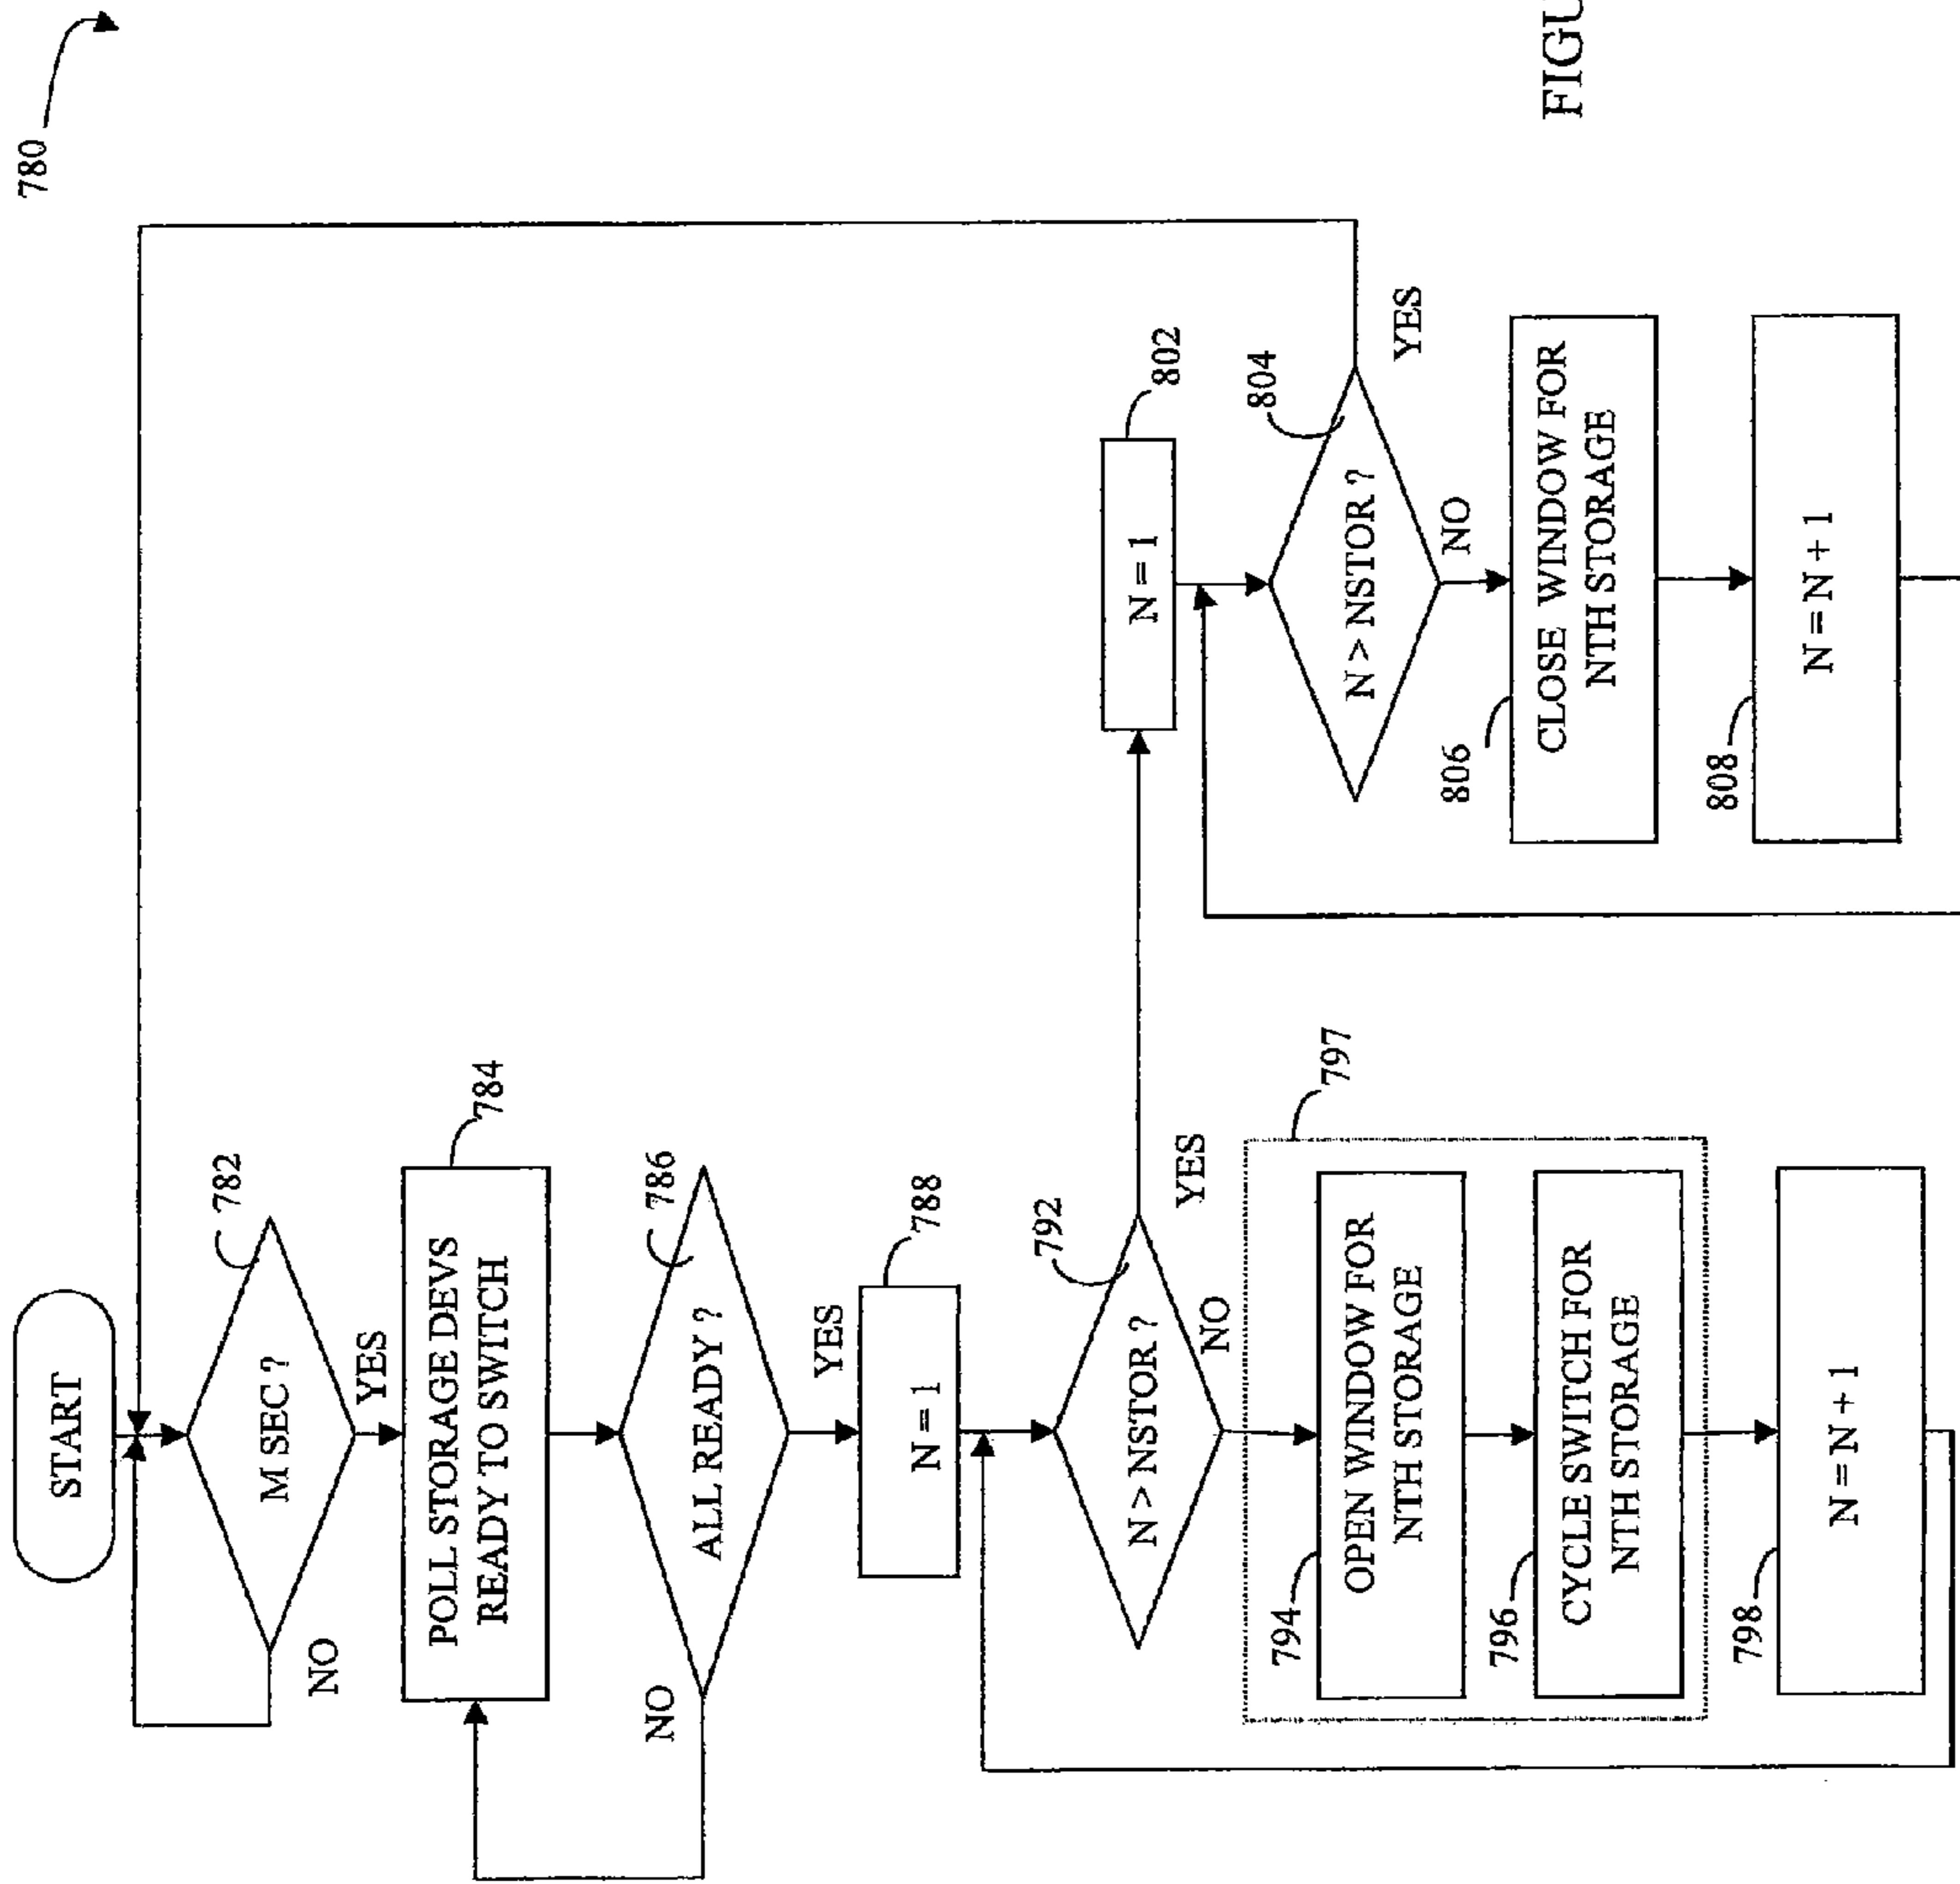 780
START
782
M SEC ?
NO
YES
784
POLL STORAGE DEVS
READY TO SWITCH
786
ALL READY ?
NO
YES
788
N = 1
792
N > NSTOR ?
YES
NO
797
794
OPEN WINDOW FOR
NTH STORAGE
796
CYCLE SWITCH FOR
NTH STORAGE
798
N = N + 1
802
N = 1
804
N > NSTOR ?
YES
NO
806
CLOSE WINDOW FOR
NTH STORAGE
808
N = N + 1